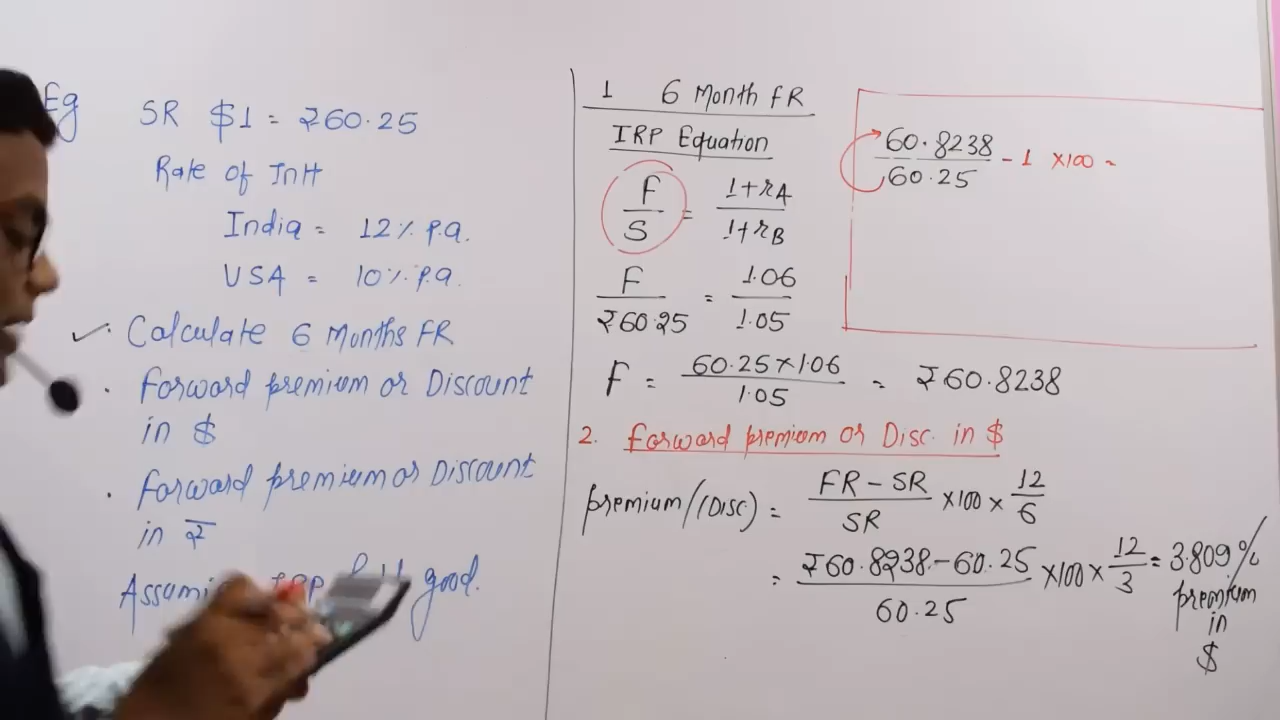 Eg
SR $1 = ₹60.25
Rate of InH
India = 12% p.a.
USA = 10% p.a.
✓ · Calculate 6 Months FR
· Forward premium or Discount
in $
· Forward premium or Discount
in ₹
good.
1 6 Month FR
IRP Equation
F/S = 1+rA/1+rB
F/₹60.25 = 1.06/1.05
F = 60.25×1.06/1.05 = ₹60.8238
2. Forward premium or Disc. in $
premium/(Disc) = FR-SR/SR ×100 × 12/6
= ₹60.8238-60.25/60.25 ×100 × 12/3 = 3.809%
premium
in
$
60.8238/60.25 - 1 ×100 =